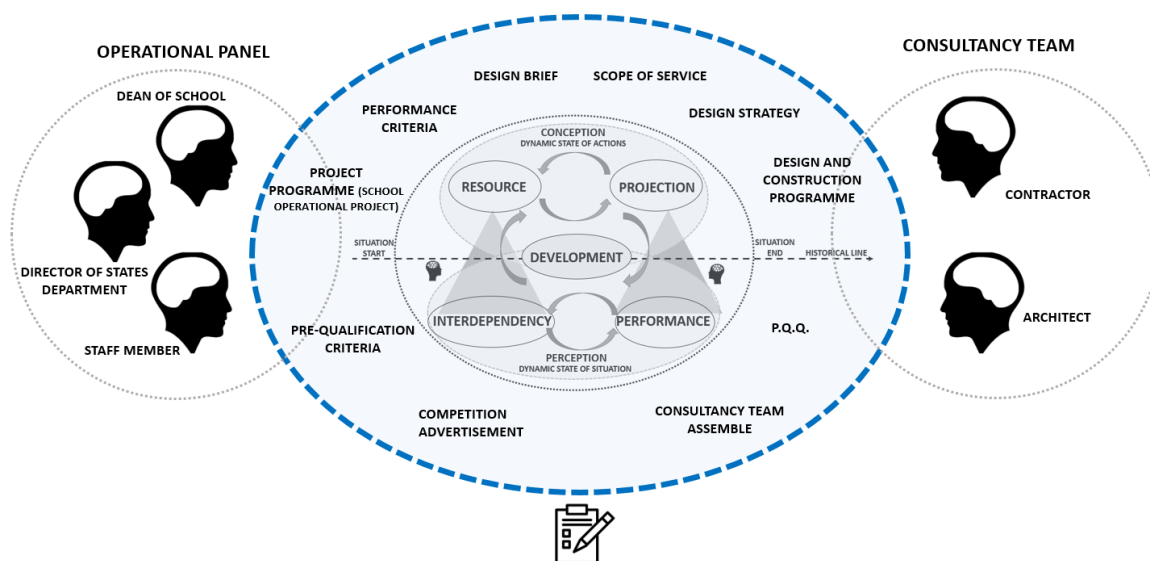 OPERATIONAL PANEL
CONSULTANCY TEAM
DEAN OF SCHOOL
DIRECTOR OF STATES
DEPARTMENT
STAFF MEMBER
DESIGN BRIEF
SCOPE OF SERVICE
PERFORMANCE
CRITERIA
DESIGN STRATEGY
PROJECT
PROGRAMME (SCHOOL
OPERATIONAL PROJECT)
DESIGN AND
CONSTRUCTION
PROGRAMME
CONCEPTION
DYNAMIC STATE OF ACTIONS
RESOURCE
PROJECTION
SITUATION
START
DEVELOPMENT
SITUATION
END
HISTORICAL LINE
INTERDEPENDENCY
PERFORMANCE
PERCEPTION
DYNAMIC STATE OF SITUATION
PRE-QUALIFICATION
CRITERIA
P.Q.Q.
COMPETITION
ADVERTISEMENT
CONSULTANCY TEAM
ASSEMBLE
CONTRACTOR
ARCHITECT